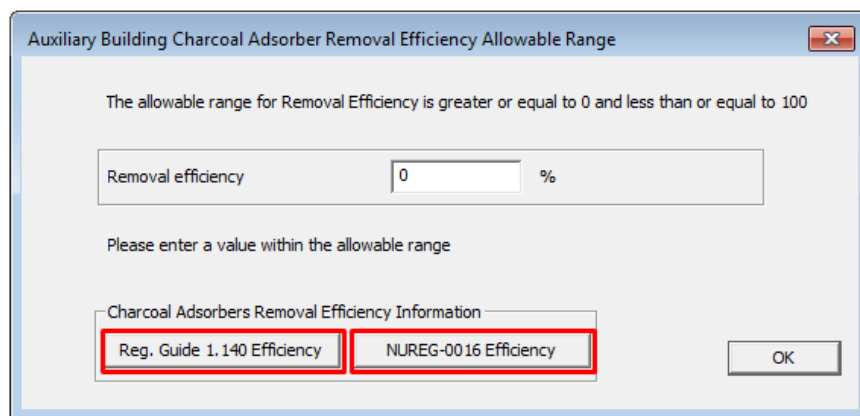 Auxiliary Building Charcoal Adsorber Removal Efficiency Allowable Range
The allowable range for Removal Efficiency is greater or equal to 0 and less than or equal to 100
Removal efficiency 0 %
Please enter a value within the allowable range
Charcoal Adsorbers Removal Efficiency Information
Reg. Guide 1.140 Efficiency NUREG-0016 Efficiency OK